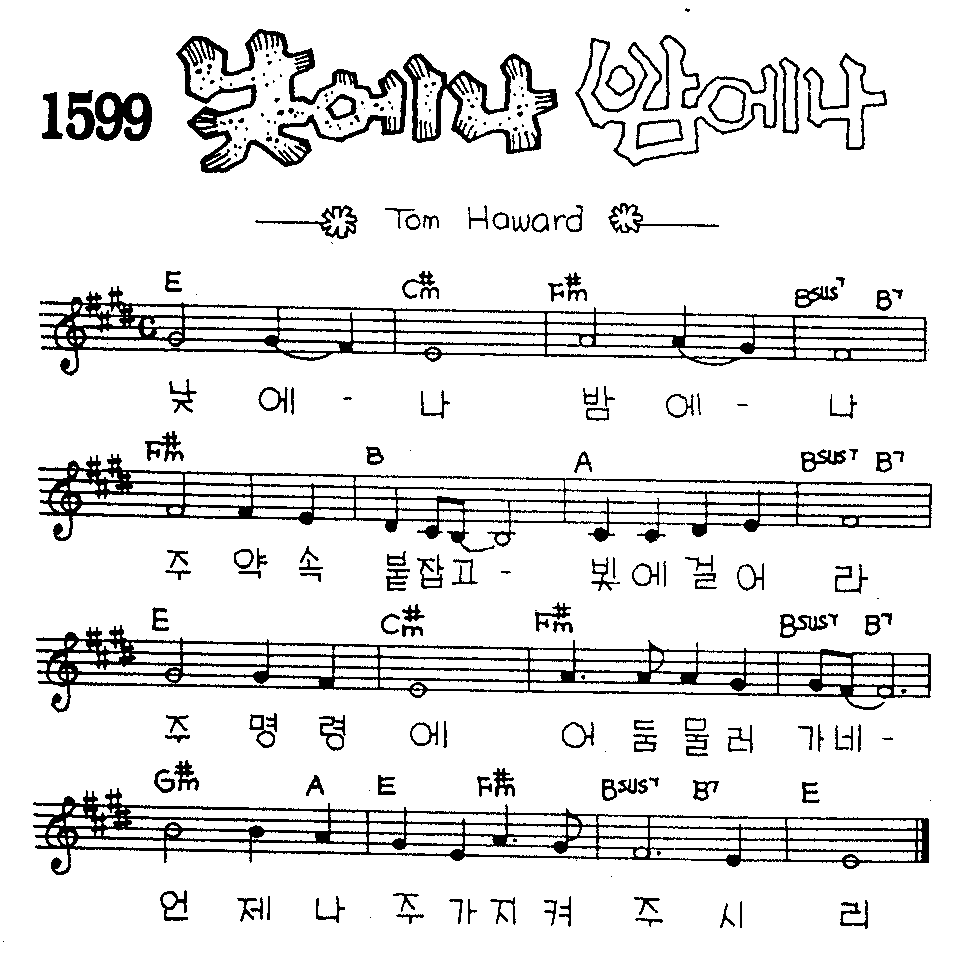 1599 낮에나 밤에나
Tom Haward
E C#m F#m Bsus7 B7
낮 에 - 나 밤 에 - 나
F#m B A Bsus7 B7
주 약 속 붙 잡 고 - 빛 에 걸 어 라
E C#m F#m Bsus7 B7
주 명 령 에 어 둠 물 러 가 네 -
G#m A E F#m Bsus7 B7 E
언 제 나 주 가 지 켜 주 시 리